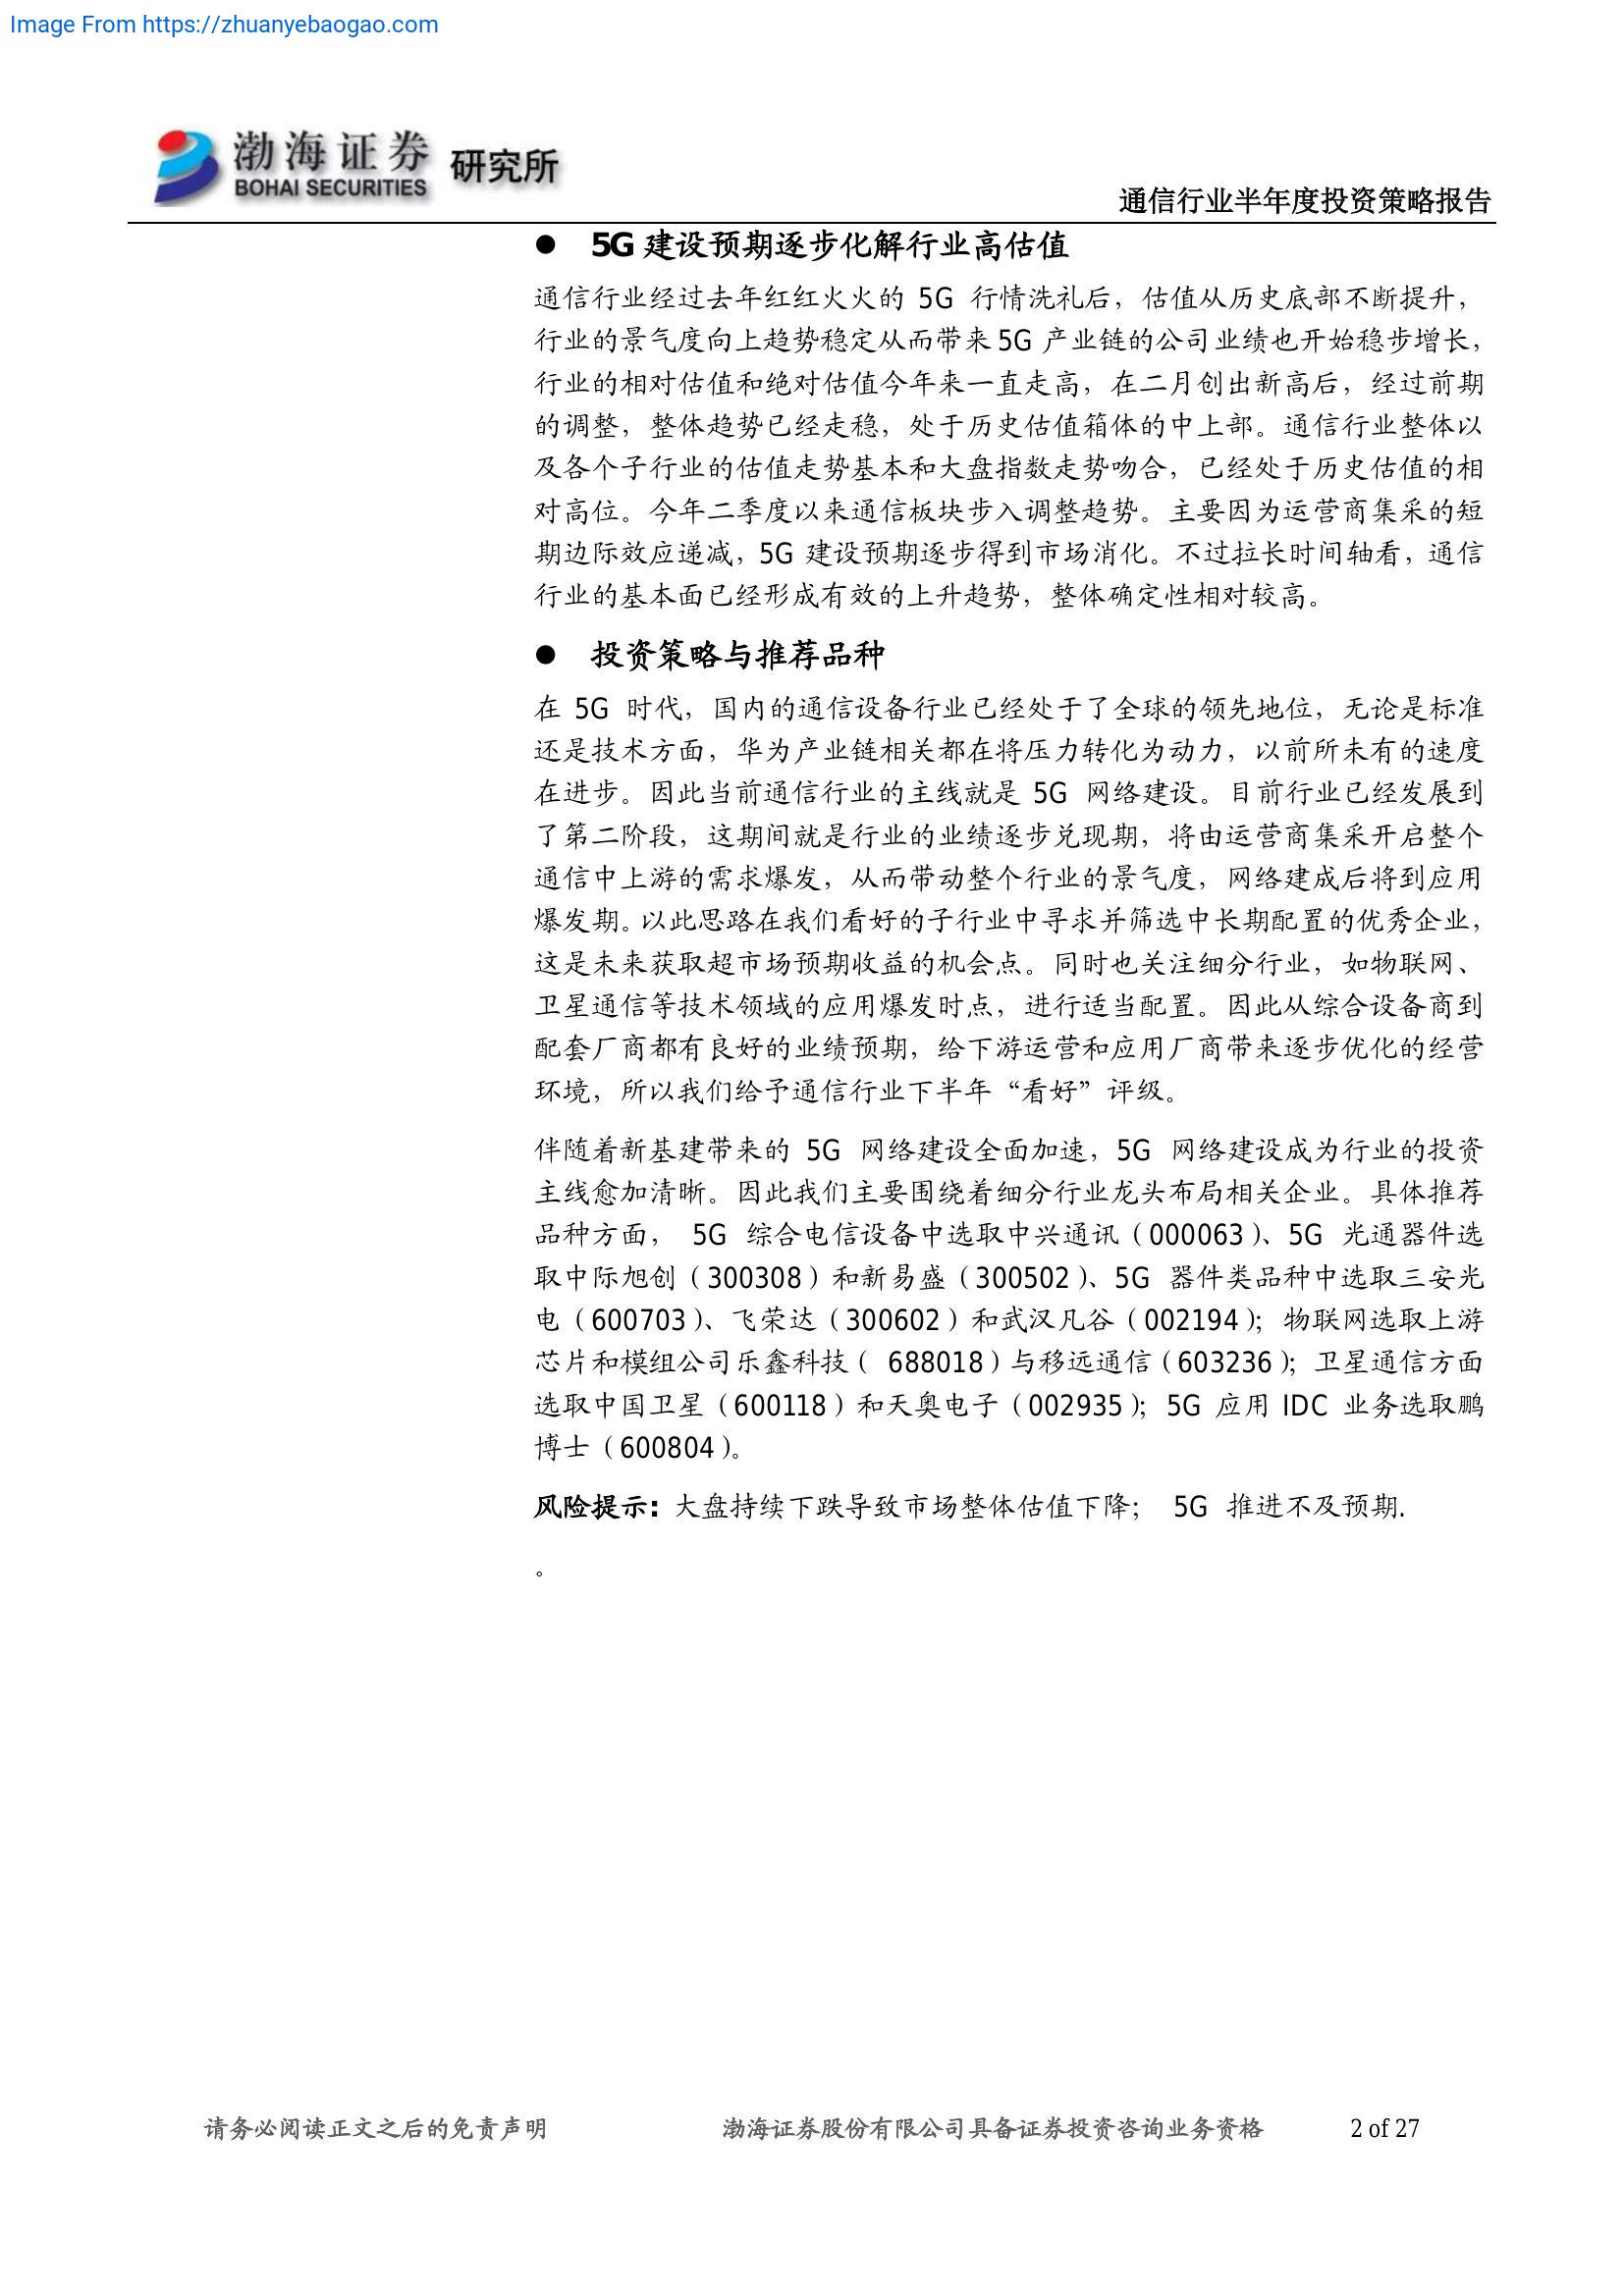 Image From https://zhuanyebaogao.com
渤海证券 研究所
BOHAI SECURITIES
通信行业半年度投资策略报告
● 5G 建设预期逐步化解行业高估值
通信行业经过去年红红火火的 5G 行情洗礼后，估值从历史底部不断提升，
行业的景气度向上趋势稳定从而带来 5G 产业链的公司业绩也开始稳步增长，
行业的相对估值和绝对估值今年来一直走高，在二月创出新高后，经过前期
的调整，整体趋势已经走稳，处于历史估值箱体的中上部。通信行业整体以
及各个子行业的估值走势基本和大盘指数走势吻合，已经处于历史估值的相
对高位。今年二季度以来通信板块步入调整趋势。主要因为运营商集采的短
期边际效应递减，5G 建设预期逐步得到市场消化。不过拉长时间轴看，通信
行业的基本面已经形成有效的上升趋势，整体确定性相对较高。
● 投资策略与推荐品种
在 5G 时代，国内的通信设备行业已经处于了全球的领先地位，无论是标准
还是技术方面，华为产业链相关都在将压力转化为动力，以前所未有的速度
在进步。因此当前通信行业的主线就是 5G 网络建设。目前行业已经发展到
了第二阶段，这期间就是行业的业绩逐步兑现期，将由运营商集采开启整个
通信中上游的需求爆发，从而带动整个行业的景气度，网络建成后将到应用
爆发期。以此思路在我们看好的子行业中寻求并筛选中长期配置的优秀企业，
这是未来获取超市场预期收益的机会点。同时也关注细分行业，如物联网、
卫星通信等技术领域的应用爆发时点，进行适当配置。因此从综合设备商到
配套厂商都有良好的业绩预期，给下游运营和应用厂商带来逐步优化的经营
环境，所以我们给予通信行业下半年“看好”评级。
伴随着新基建带来的 5G 网络建设全面加速，5G 网络建设成为行业的投资
主线愈加清晰。因此我们主要围绕着细分行业龙头布局相关企业。具体推荐
品种方面， 5G 综合电信设备中选取中兴通讯（000063）、5G 光通器件选
取中际旭创（300308）和新易盛（300502）、5G 器件类品种中选取三安光
电（600703）、飞荣达（300602）和武汉凡谷（002194）；物联网选取上游
芯片和模组公司乐鑫科技（ 688018）与移远通信（603236）；卫星通信方面
选取中国卫星（600118）和天奥电子（002935）；5G 应用 IDC 业务选取鹏
博士（600804）。
风险提示：大盘持续下跌导致市场整体估值下降； 5G 推进不及预期.
。
请务必阅读正文之后的免责声明 渤海证券股份有限公司具备证券投资咨询业务资格 2 of 27